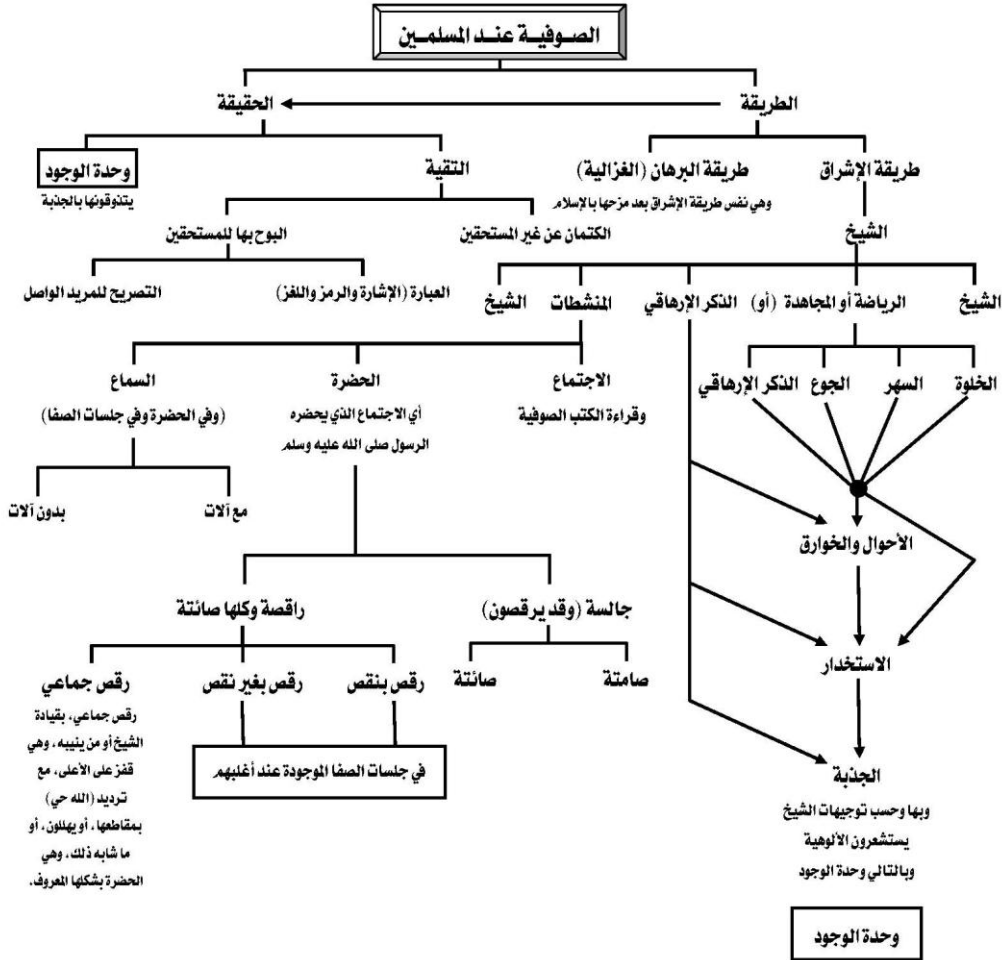 الصوفية عند المسلمين
الطريقة
الحقيقة
طريقة الإشراق
طريقة البرهان (الغزالية)
وهي نفس طريقة الإشراق بعد مزحها بالإسلام
التقية
وحدة الوجود
يتذوقونها بالجذبة
الشيخ
الكتمان عن غير المستحقين
البوح بها للمستحقين
العبارة (الإشارة والرمز واللغز)
التصريح للمريد الواصل
الشيخ
الرياضة أو المجاهدة (أو)
الذكر الإرهاقي
المنشطات
الشيخ
الخلوة
السهر
الجوع
الذكر الإرهاقي
الاجتماع
وقراءة الكتب الصوفية
الحضرة
أي الاجتماع الذي يحضره
الرسول صلى الله عليه وسلم
السماع
(وفي الحضرة وفي جلسات الصفا)
مع آلات
بدون آلات
الأحوال والخوارق
الاستخدار
الجذبة
وبها وحسب توجيهات الشيخ
يستشعرون الألوهية
وبالتالي وحدة الوجود
وحدة الوجود
جالسة (وقد يرقصون)
راقصة وكلها صائتة
صامتة
صائتة
رقص بنقص
رقص بغير نقص
رقص جماعي
في جلسات الصفا الموجودة عند أغلبهم
رقص جماعي، بقيادة
الشيخ أو من ينيبه، وهي
قفز على الأعلى، مع
ترديد (الله حي)
بمقاطعها، أو يهللون، أو
ما شابه ذلك، وهي
الحضرة بشكلها المعروف.